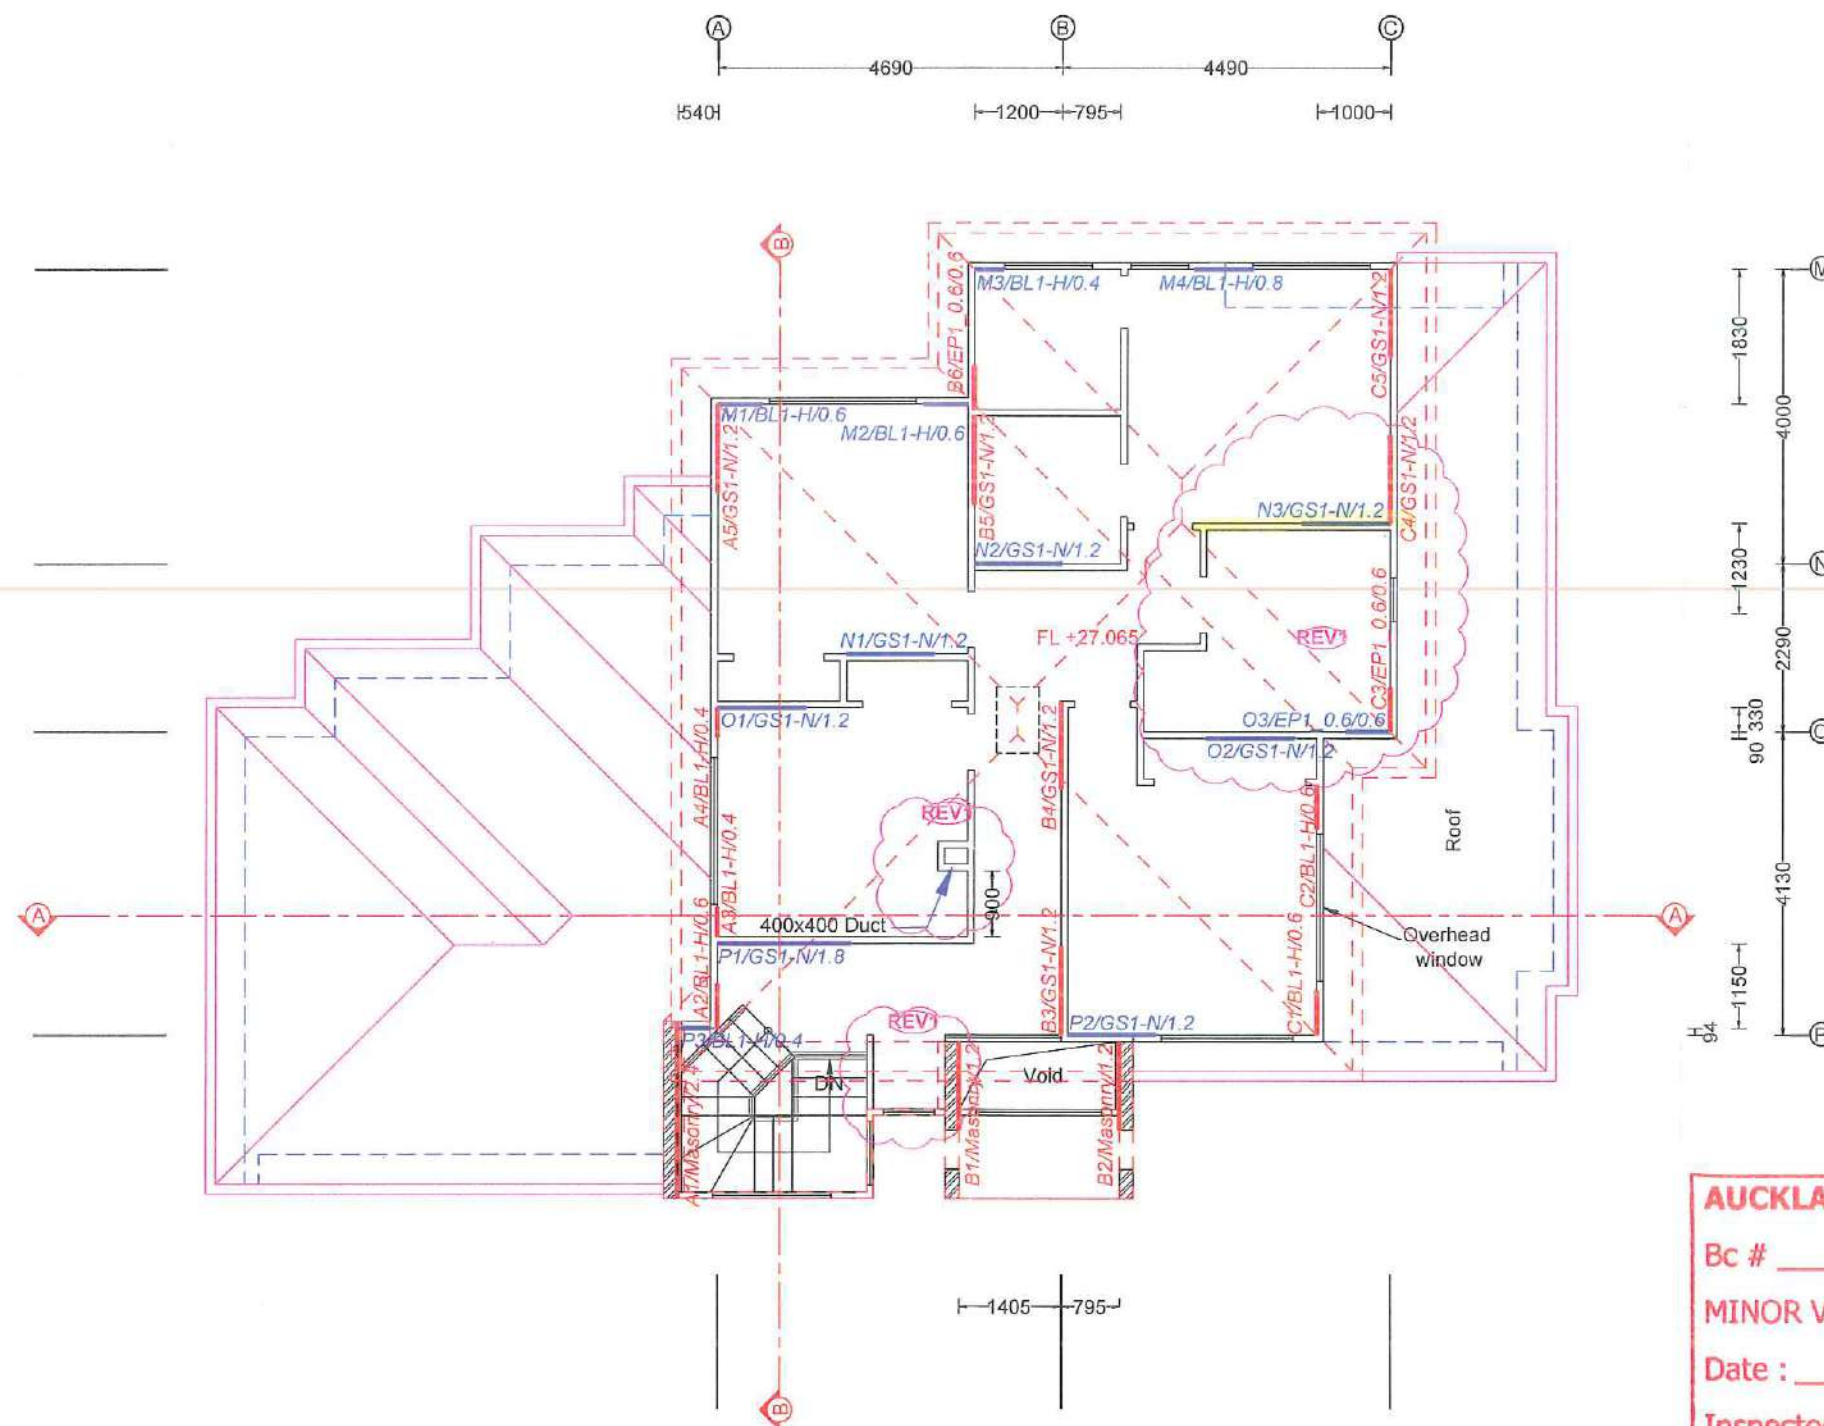 A
B
C
4690
4490
540
1200
795
1000
B
M3/BL1-H/0.4
M4/BL1-H/0.8
M
B6/EP1_0.6/0.6
C5/GS1-N/1.2
1830
M1/BL1-H/0.6
M2/BL1-H/0.6
A5/GS1-N/1.2
B5/GS1-N/1.2
C4/GS1-N/1.2
4000
N3/GS1-N/1.2
N2/GS1-N/1.2
N
1230
C3/EP1_0.6/0.6
N1/GS1-N/1.2
FL +27.065
REV1
2290
O1/GS1-N/1.2
O3/EP1_0.6/0.6
O2/GS1-N/1.2
330
90
O
A4/BL1-H/0.4
B4/GS1-N/1.2
REV1
A3/BL1-H/0.4
C2/BL1-H/0.6
Roof
900
4130
A
400x400 Duct
A
Overhead
window
P1/GS1-N/1.8
A2/BL1-H/0.6
B3/GS1-N/1.2
C1/BL1-H/0.6
1150
REV1
P2/GS1-N/1.2
P3/BL1-H/0.4
94
P
Void
DN
A1/Masonry/2.4
B1/Masonry/1.2
B2/Masonry/1.2
AUCKLA
Bc #
MINOR V
Date :
Inspecte
1405
795
B